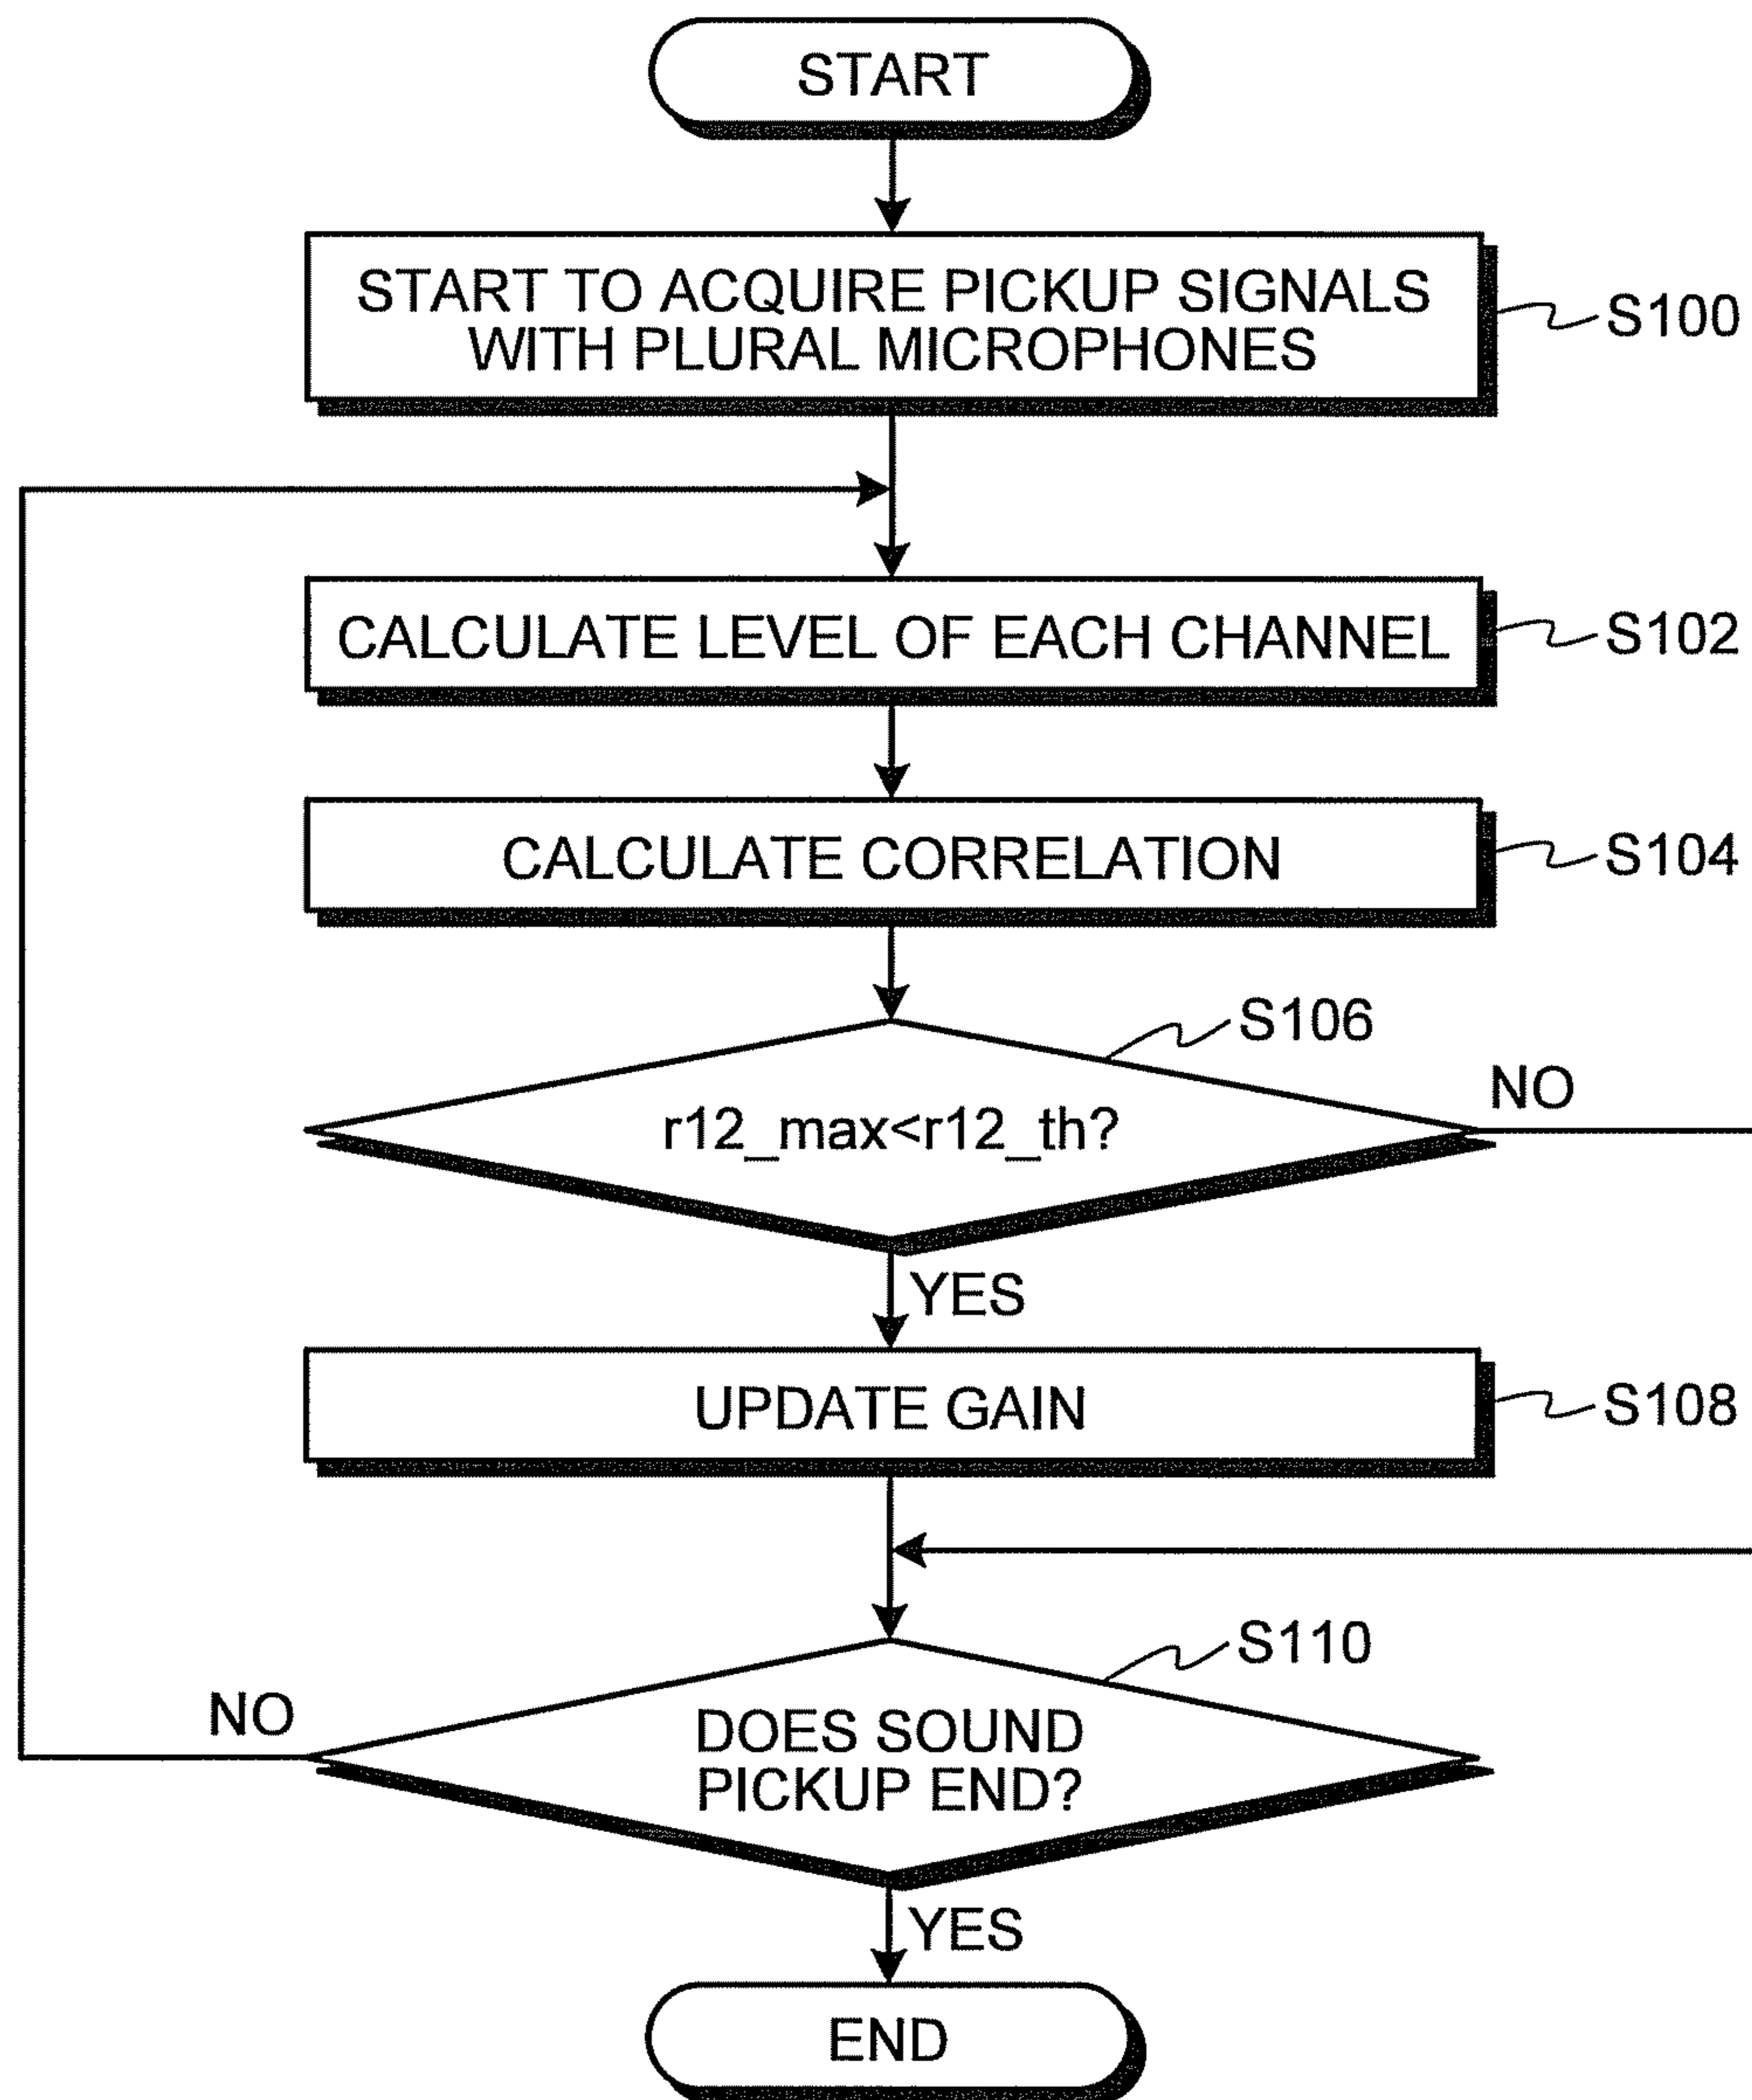 START
START TO ACQUIRE PICKUP SIGNALS
WITH PLURAL MICROPHONES
S100
CALCULATE LEVEL OF EACH CHANNEL
S102
CALCULATE CORRELATION
S104
S106
r12_max<r12_th?
NO
YES
UPDATE GAIN
S108
S110
DOES SOUND
PICKUP END?
NO
YES
END